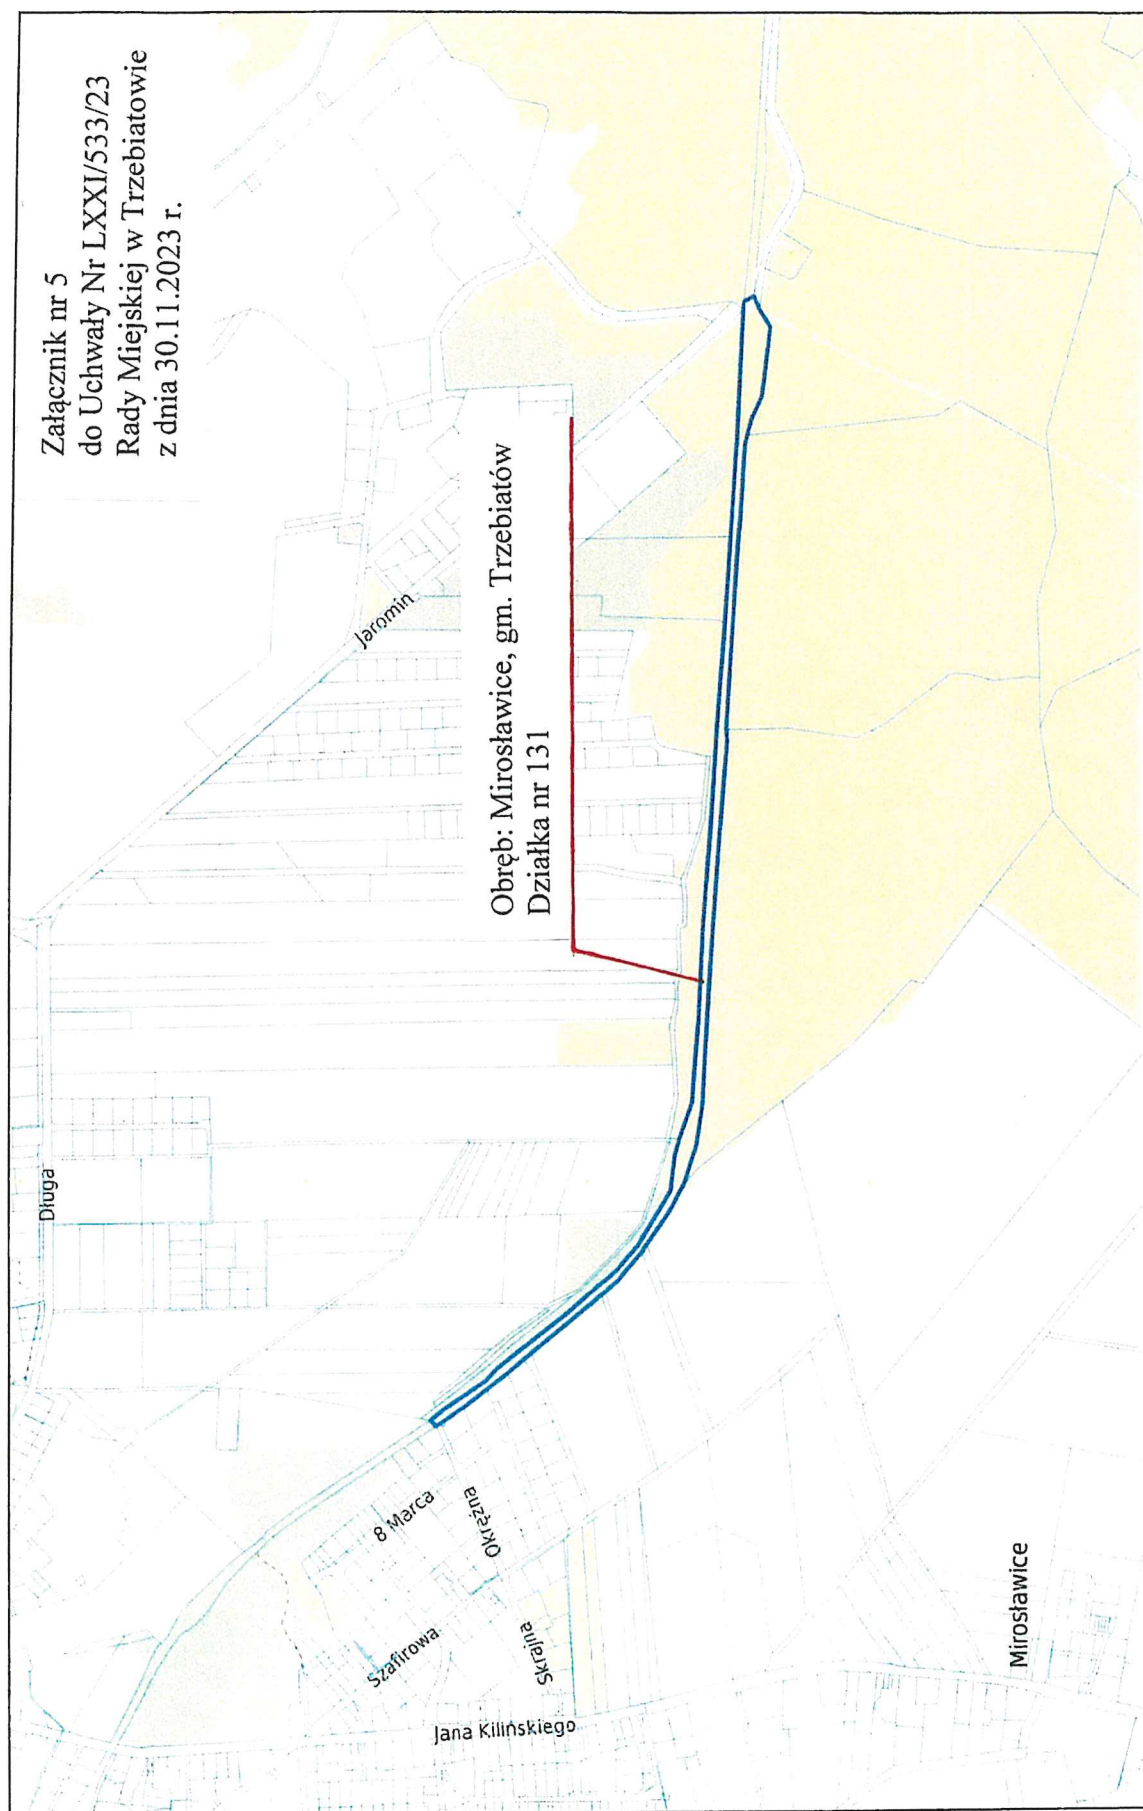 Załącznik nr 5
do Uchwały Nr LXXI/533/23
Rady Miejskiej w Trzebiatowie
z dnia 30.11.2023 r.
Obręb: Mirosławice, gm. Trzebiatów
Działka nr 131
Jaromin
Długa
8 Marca
Okrężna
Szafirowa
Skrajna
Jana Kilińskiego
Mirosławice